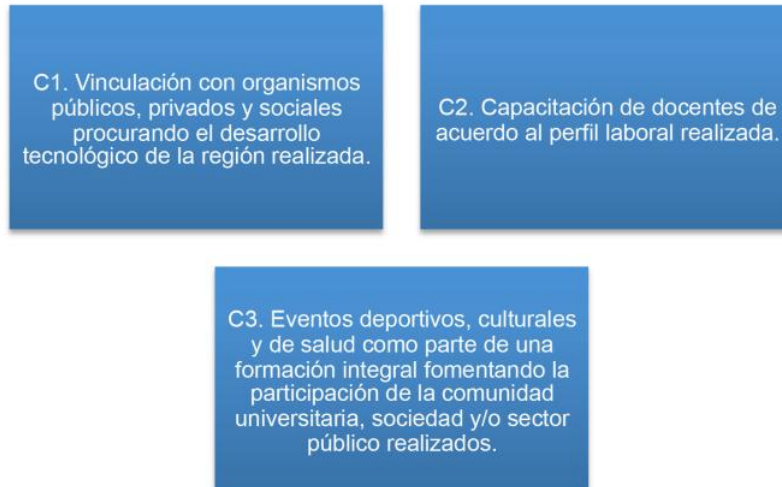 C1. Vinculación con organismos
públicos, privados y sociales
procurando el desarrollo
tecnológico de la región realizada.
C2. Capacitación de docentes de
acuerdo al perfil laboral realizada.
C3. Eventos deportivos, culturales
y de salud como parte de una
formación integral fomentando la
participación de la comunidad
universitaria, sociedad y/o sector
público realizados.